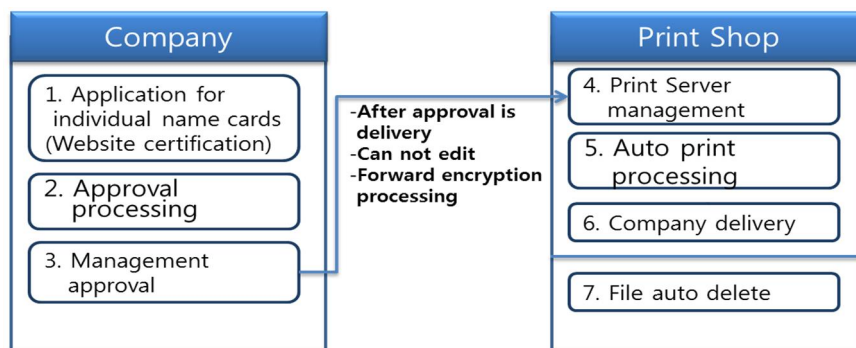 Company
1. Application for
individual name cards
(Website certification)
2. Approval
processing
3. Management
approval
-After approval is
delivery
-Can not edit
-Forward encryption
processing
Print Shop
4. Print Server
management
5. Auto print
processing
6. Company delivery
7. File auto delete